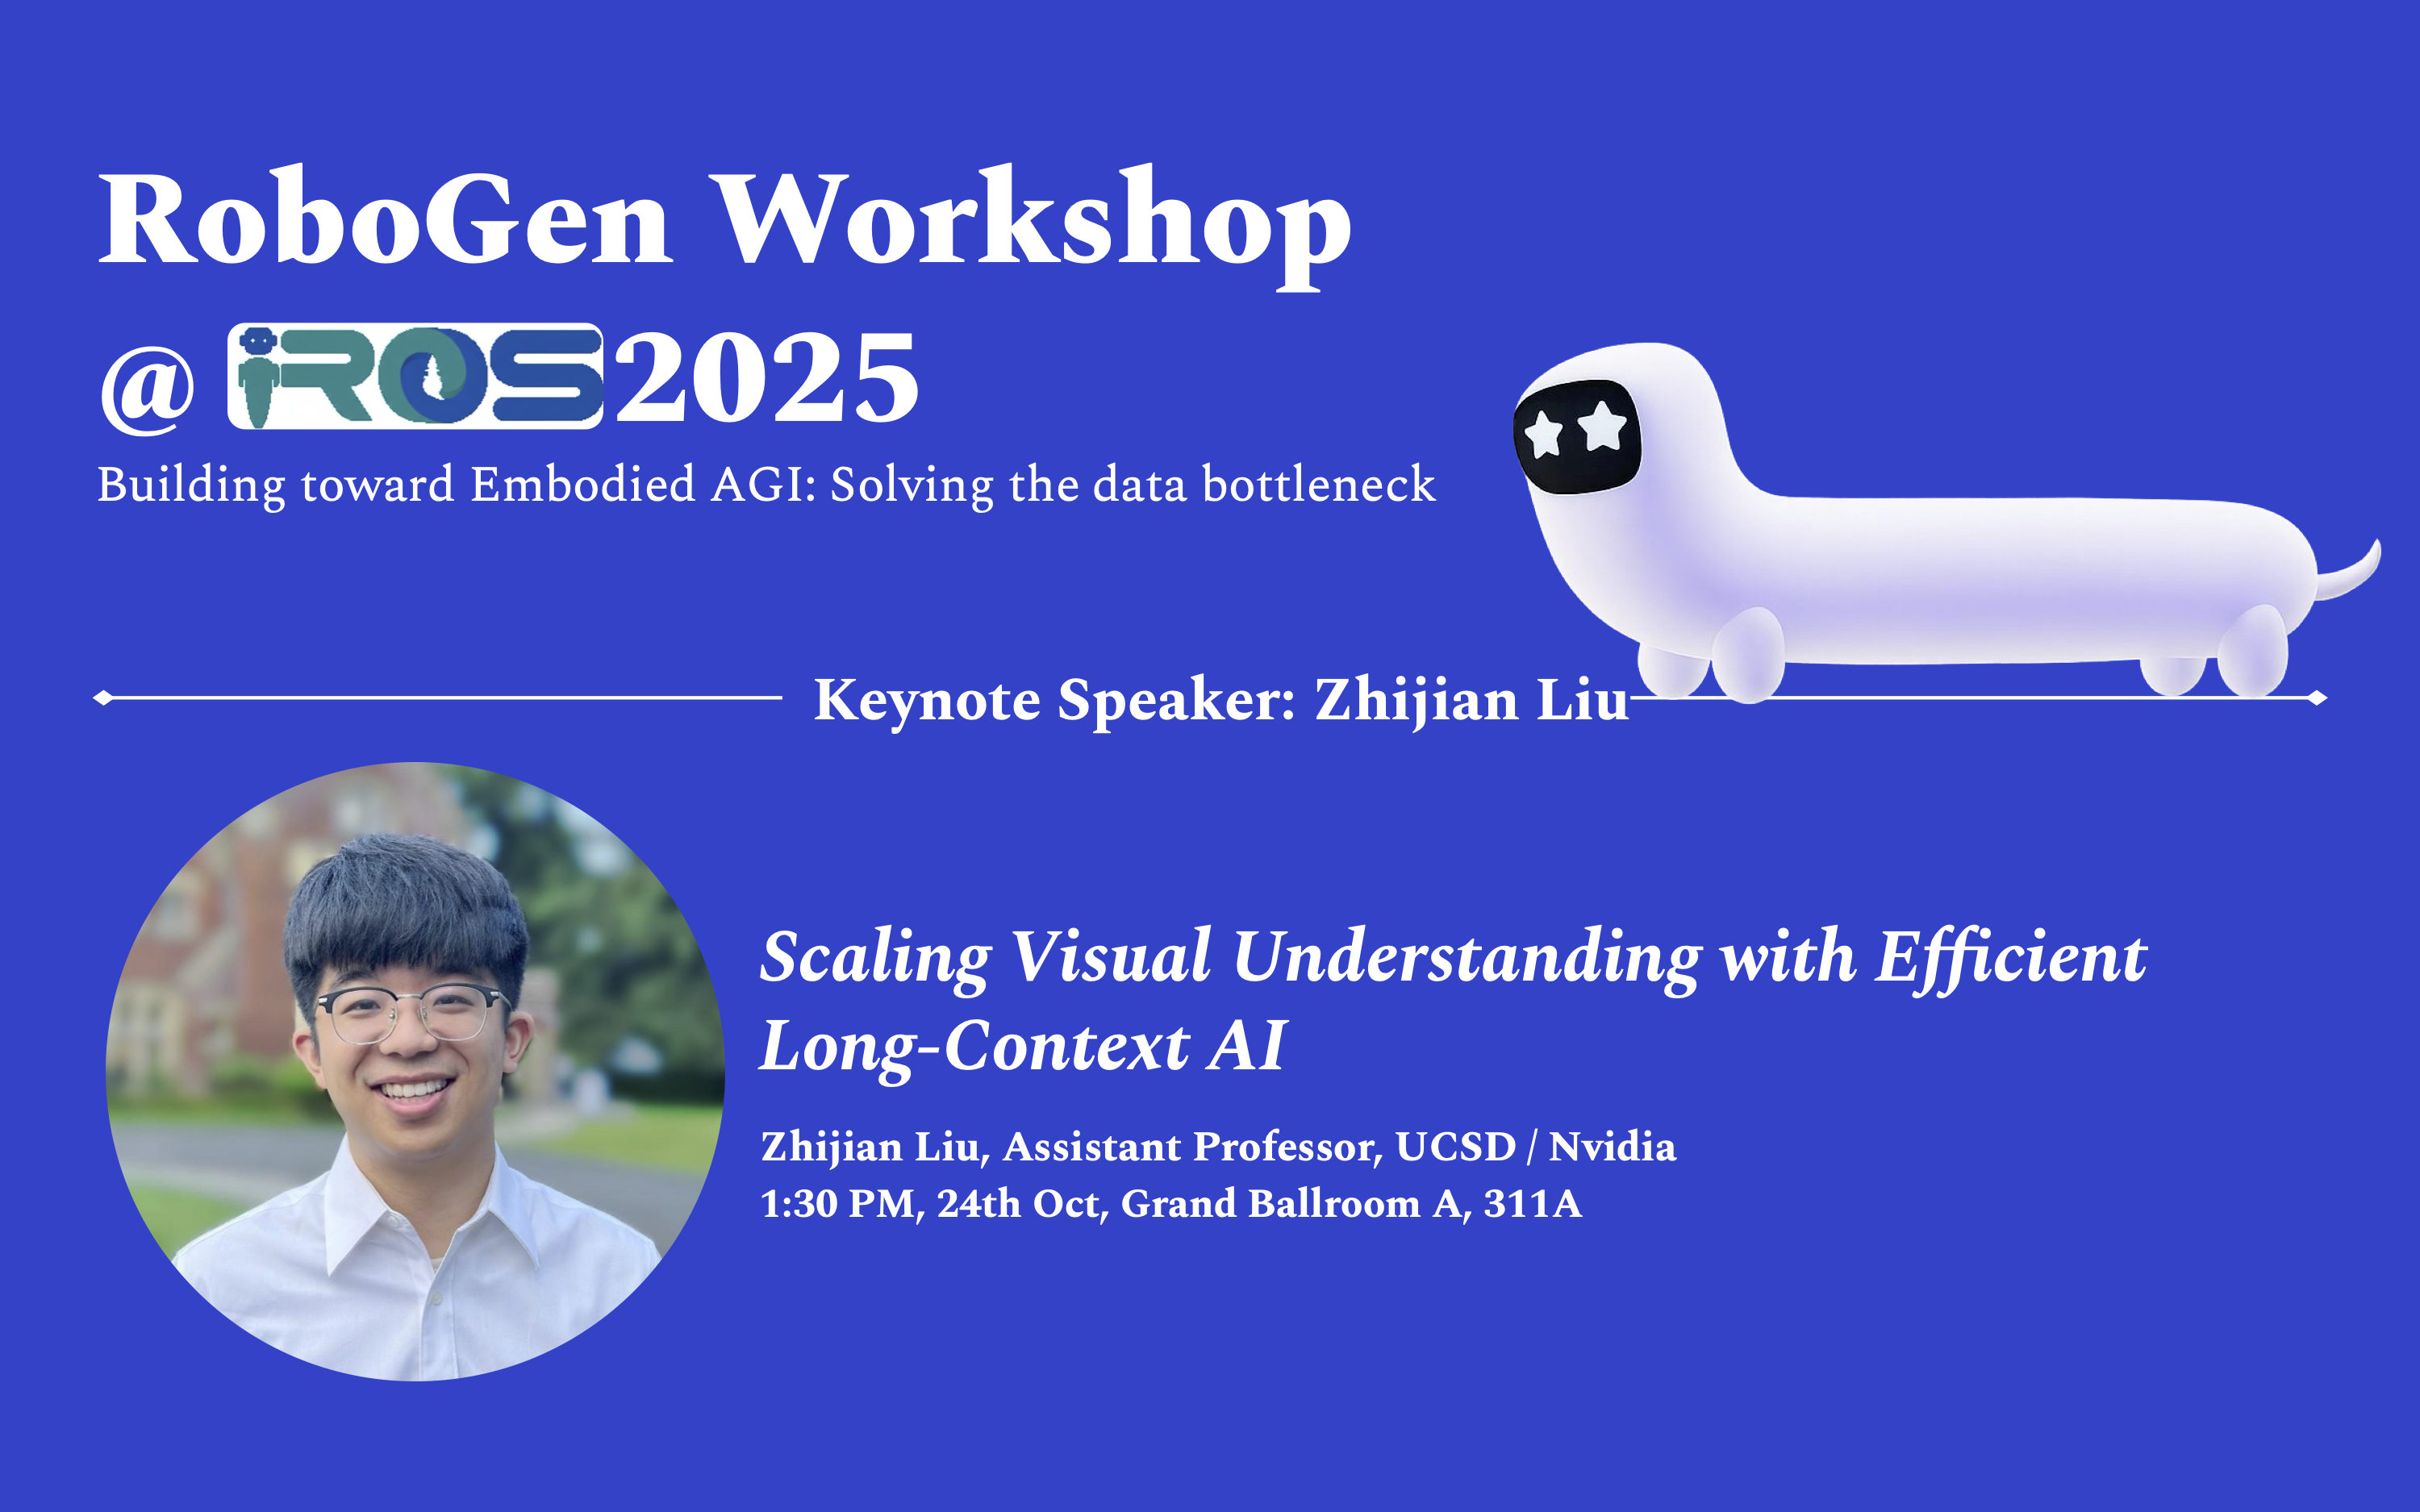 RoboGen Workshop
@ iROS 2025
Building toward Embodied AGI: Solving the data bottleneck
Keynote Speaker: Zhijian Liu
Scaling Visual Understanding with Efficient
Long-Context AI
Zhijian Liu, Assistant Professor, UCSD / Nvidia
1:30 PM, 24th Oct, Grand Ballroom A, 311A